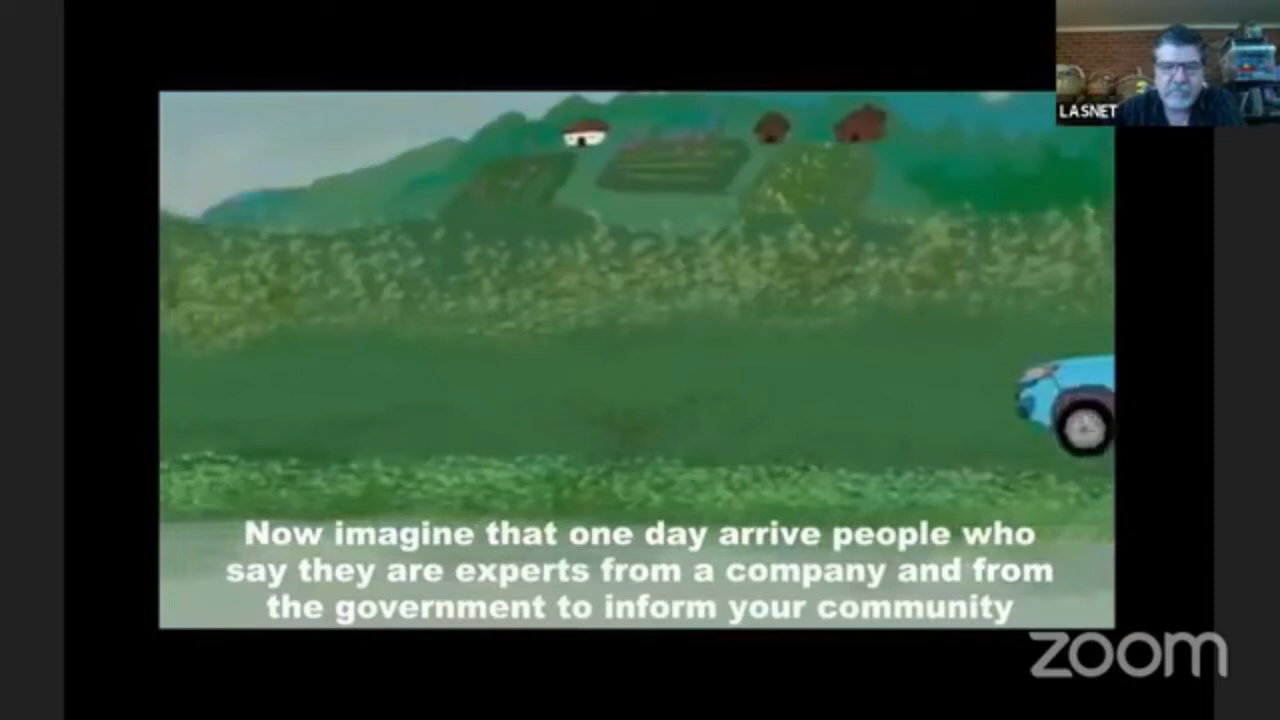 LASNET
Now imagine that one day arrive people who
say they are experts from a company and from
the government to inform your community
zoom